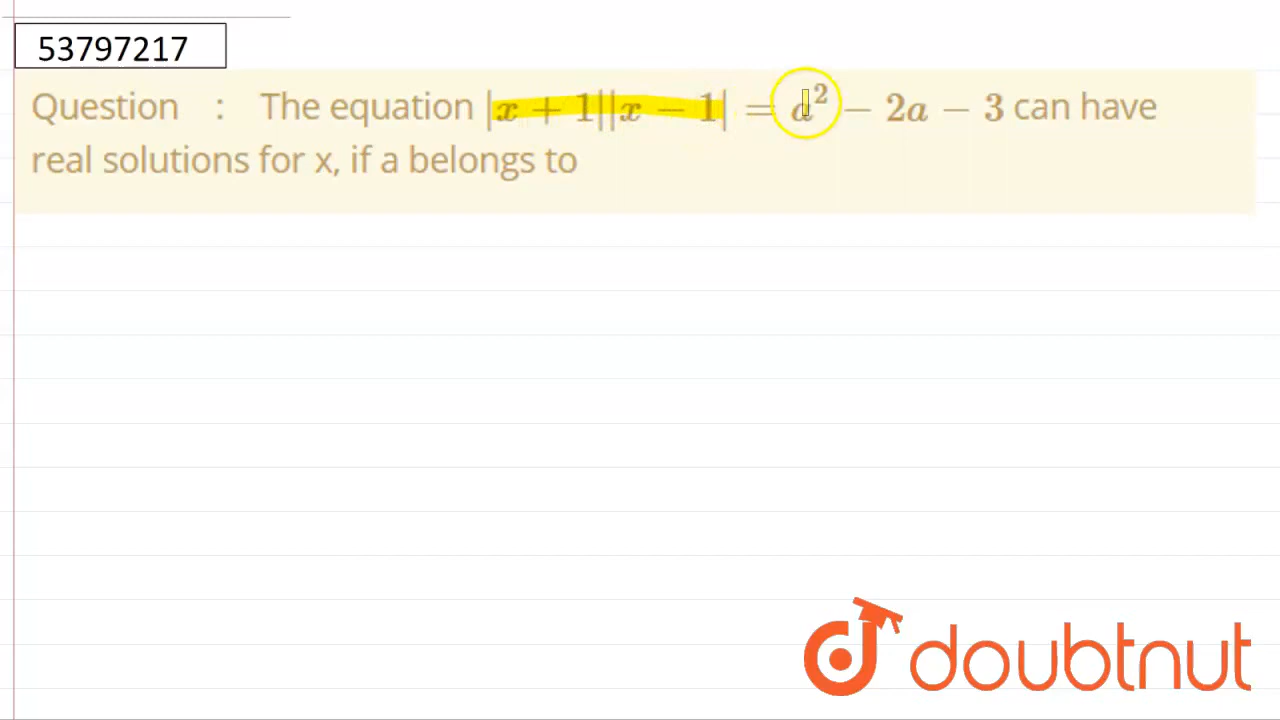 53797217
Question : The equation |x + 1||x − 1| = a² − 2a − 3 can have
real solutions for x, if a belongs to
doubtnut